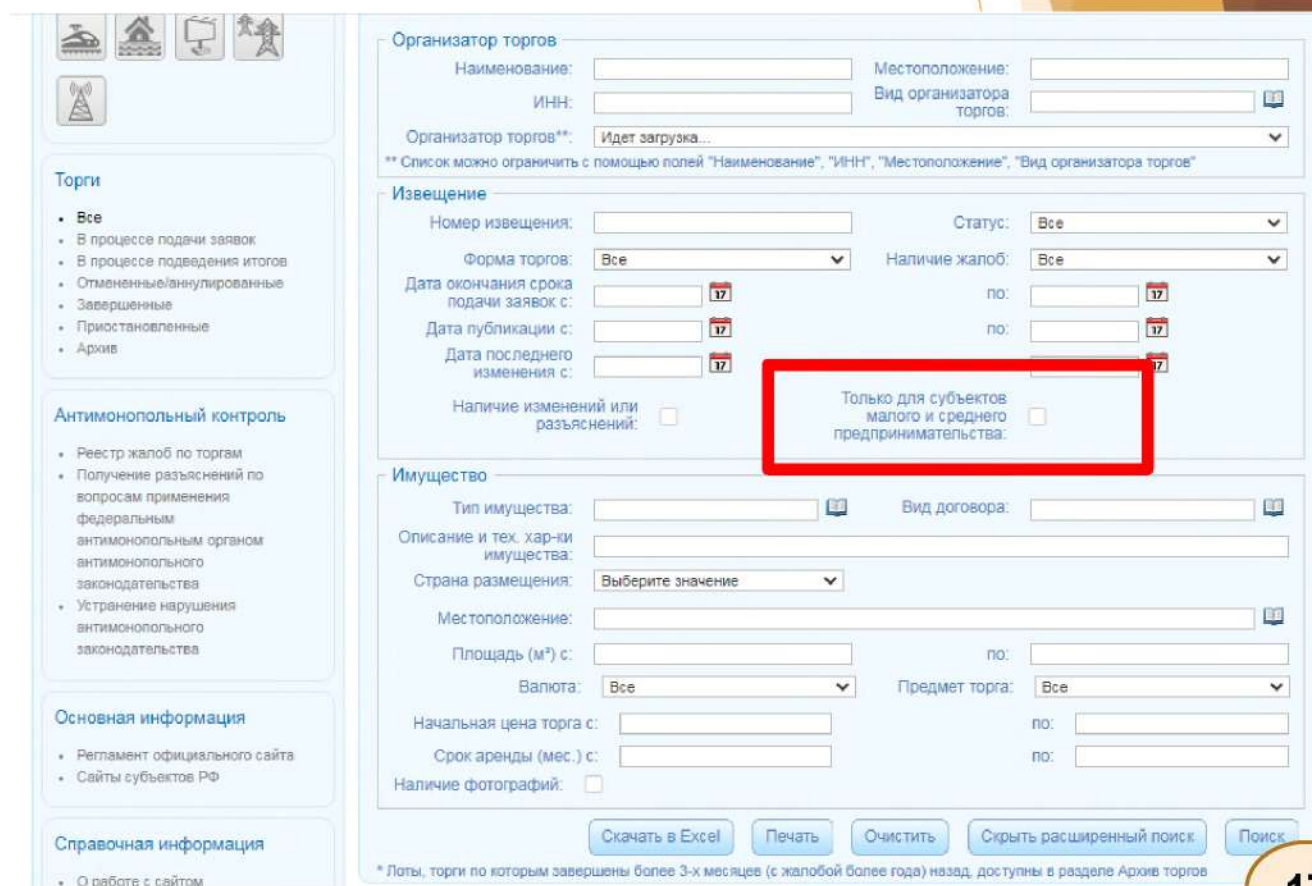 Организатор торгов
Наименование:
Местоположение:
ИНН:
Вид организатора
торгов:
Организатор торгов**:
Идет загрузка...
** Список можно ограничить с помощью полей "Наименование", "ИНН", "Местоположение", "Вид организатора торгов"
Извещение
Номер извещения:
Статус: Все
Форма торгов: Все
Наличие жалоб: Все
Дата окончания срока
подачи заявок с:
17
по:
17
Дата публикации с:
17
по:
17
Дата последнего
изменения с:
17
17
Наличие изменений или
разъяснений:
Только для субъектов
малого и среднего
предпринимательства:
Имущество
Тип имущества:
Вид договора:
Описание и тех. хар-ки
имущества:
Страна размещения: Выберите значение
Местоположение:
Площадь (м²) с:
по:
Валюта: Все
Предмет торга: Все
Начальная цена торга с:
по:
Срок аренды (мес.) с:
по:
Наличие фотографий:
Скачать в Excel
Печать
Очистить
Скрыть расширенный поиск
Поиск
* Лоты, торги по которым завершены более 3-х месяцев (с жалобой более года) назад, доступны в разделе Архив торгов
Торги
Все
В процессе подачи заявок
В процессе подведения итогов
Отмененные/аннулированные
Завершенные
Приостановленные
Архив
Антимонопольный контроль
Реестр жалоб по торгам
Получение разъяснений по
вопросам применения
федеральным
антимонопольным органом
антимонопольного
законодательства
Устранение нарушения
антимонопольного
законодательства
Основная информация
Регламент официального сайта
Сайты субъектов РФ
Справочная информация
О работе с сайтом